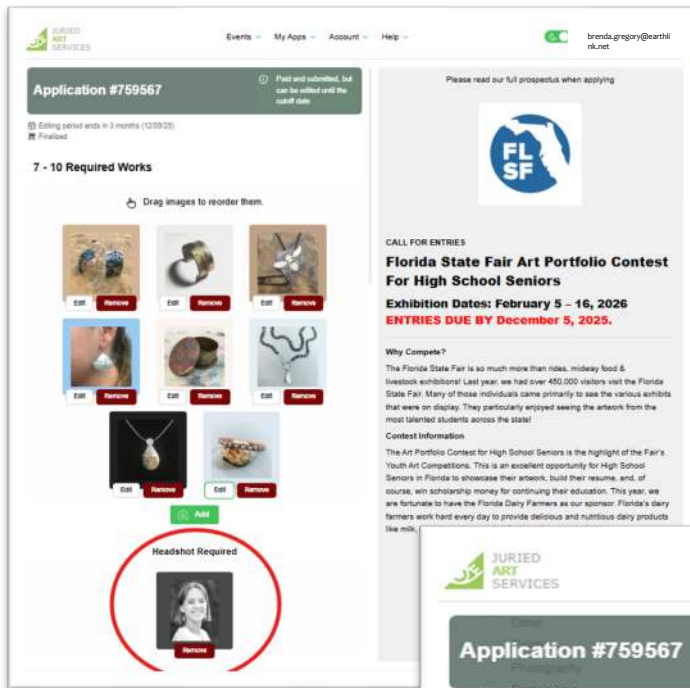 JURIED
ART
SERVICES
Events
My Apps
Account
Help
brenda.gregory@earthli
nk.net
Application #759567
Paid and submitted, but
can be edited until the
cutoff date
Editing period ends in 3 months (12/05/25)
Finalized
7 - 10 Required Works
Drag images to reorder them.
Edit Remove Edit Remove Edit Remove
Edit Remove Edit Remove Edit Remove
Edit Remove Edit Remove
Add
Headshot Required
Remove
Please read our full prospectus when applying
FL
SF
CALL FOR ENTRIES
Florida State Fair Art Portfolio Contest
For High School Seniors
Exhibition Dates: February 5 – 16, 2026
ENTRIES DUE BY December 5, 2025.
Why Compete?
The Florida State Fair is so much more than rides, midway food &
livestock exhibitions! Last year, we had over 450,000 visitors visit the Florida
State Fair. Many of those individuals came primarily to see the various exhibits
that were on display. They particularly enjoyed seeing the artwork from the
most talented students across the state!
Contest Information
The Art Portfolio Contest for High School Seniors is the highlight of the Fair's
Youth Art Competitions. This is an excellent opportunity for High School
Seniors in Florida to showcase their artwork, build their resume, and, of
course, win scholarship money for continuing their education. This year, we
are fortunate to have the Florida Dairy Farmers as our sponsor. Florida's dairy
farmers work hard every day to provide delicious and nutritious dairy products
like milk,
JURIED
ART
SERVICES
Other
Application #759567
Photography